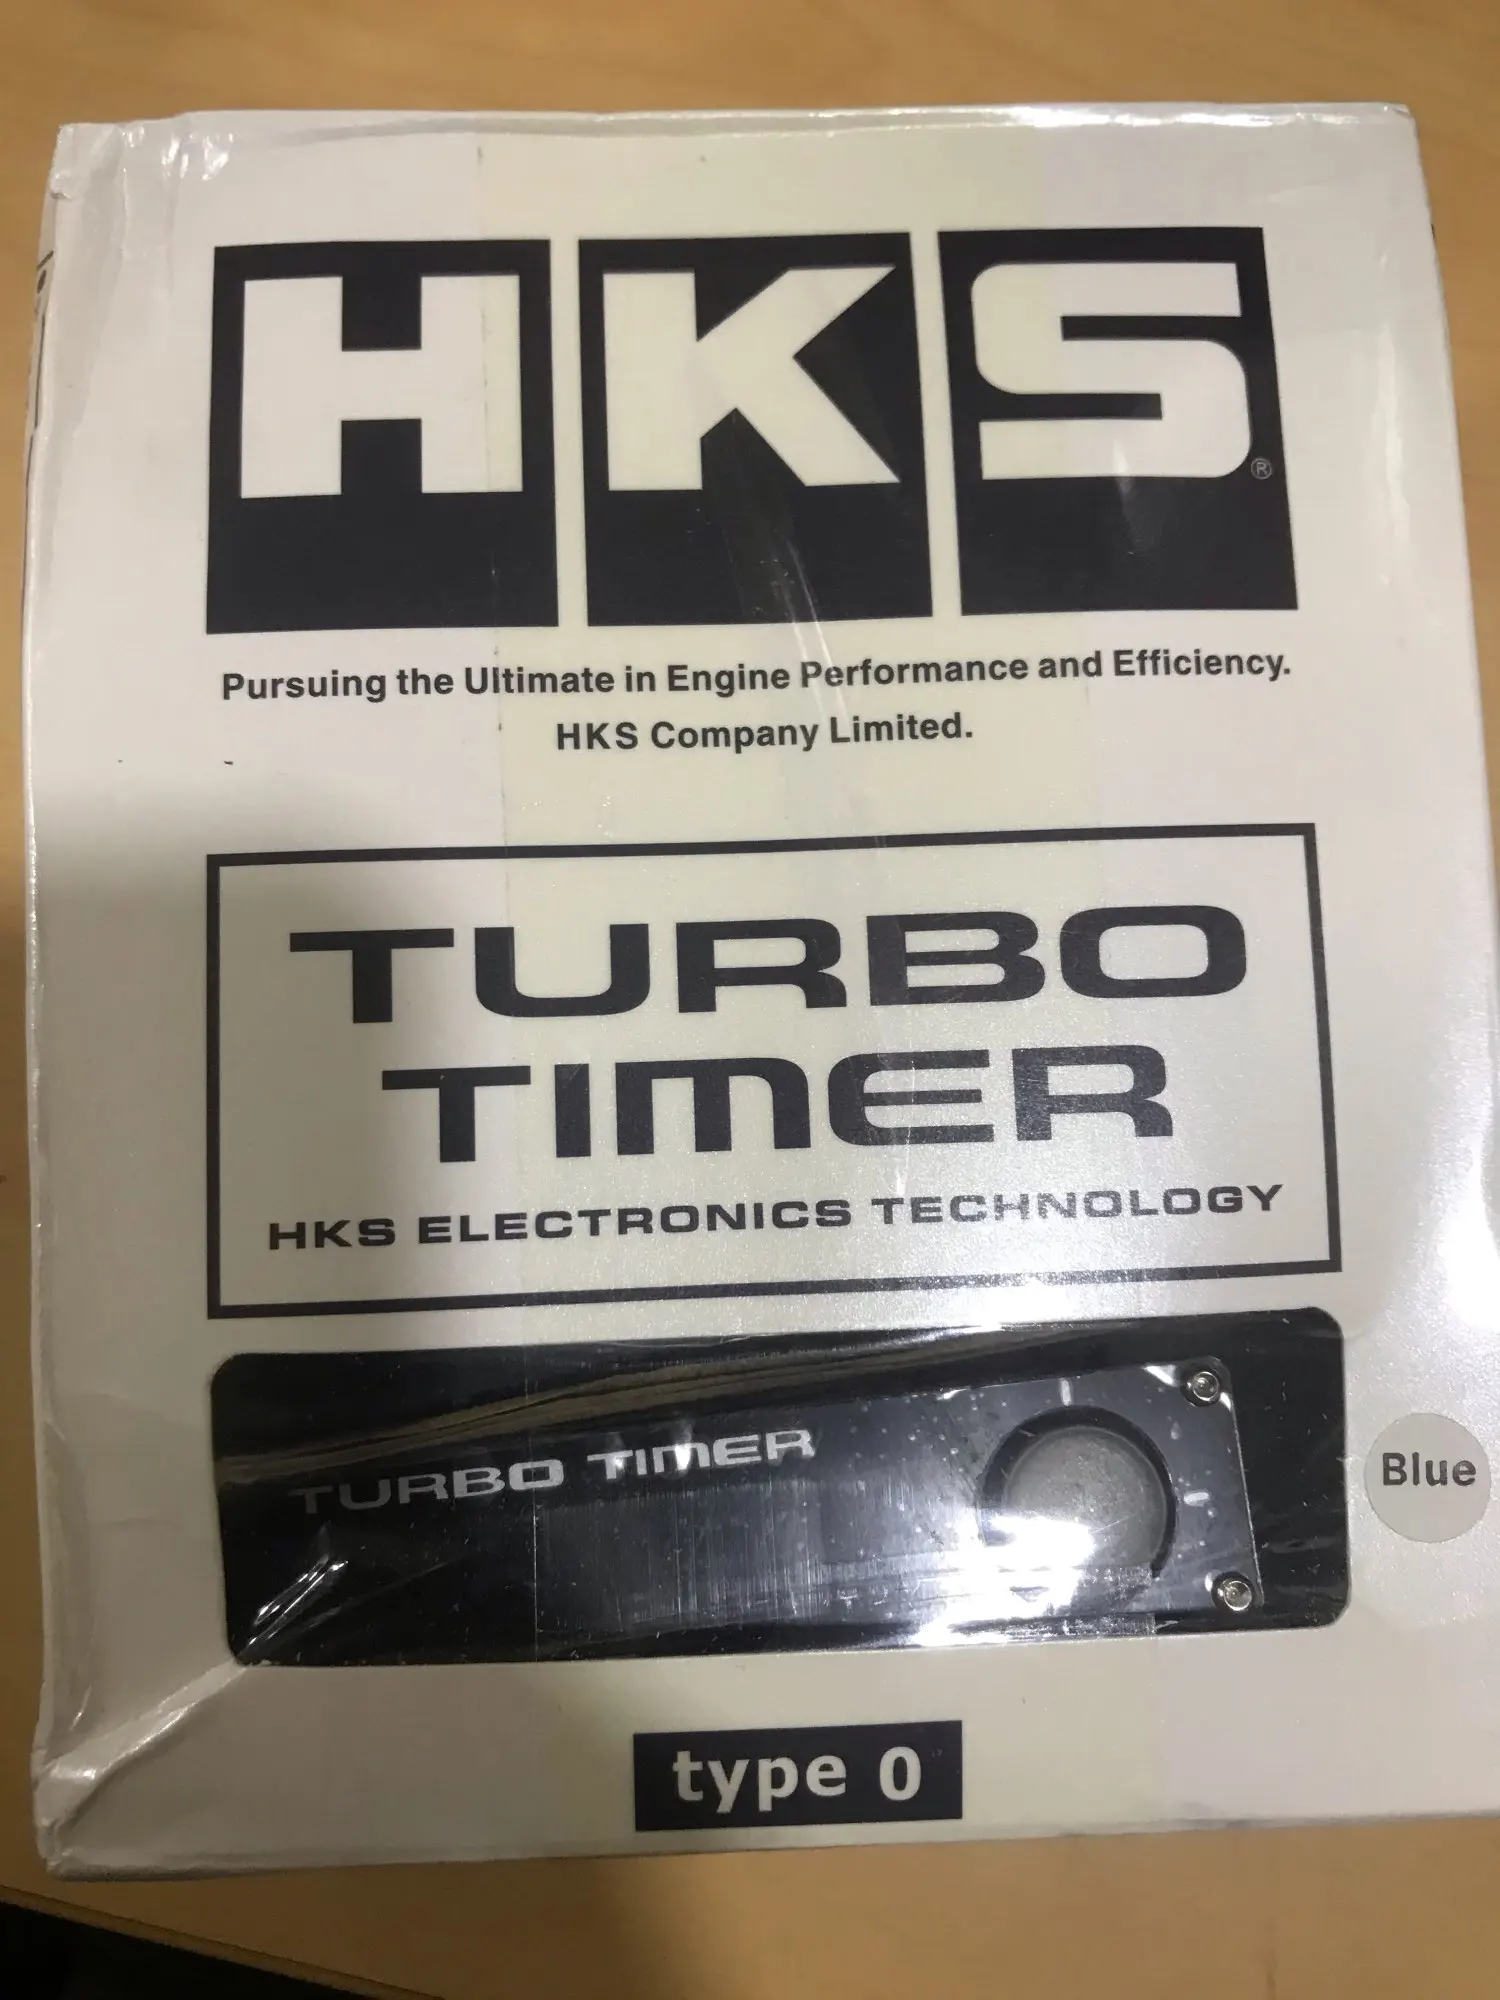 HKS®
Pursuing the Ultimate in Engine Performance and Efficiency.
HKS Company Limited.
TURBO
TIMER
HKS ELECTRONICS TECHNOLOGY
TURBO TIMER
Blue
type 0